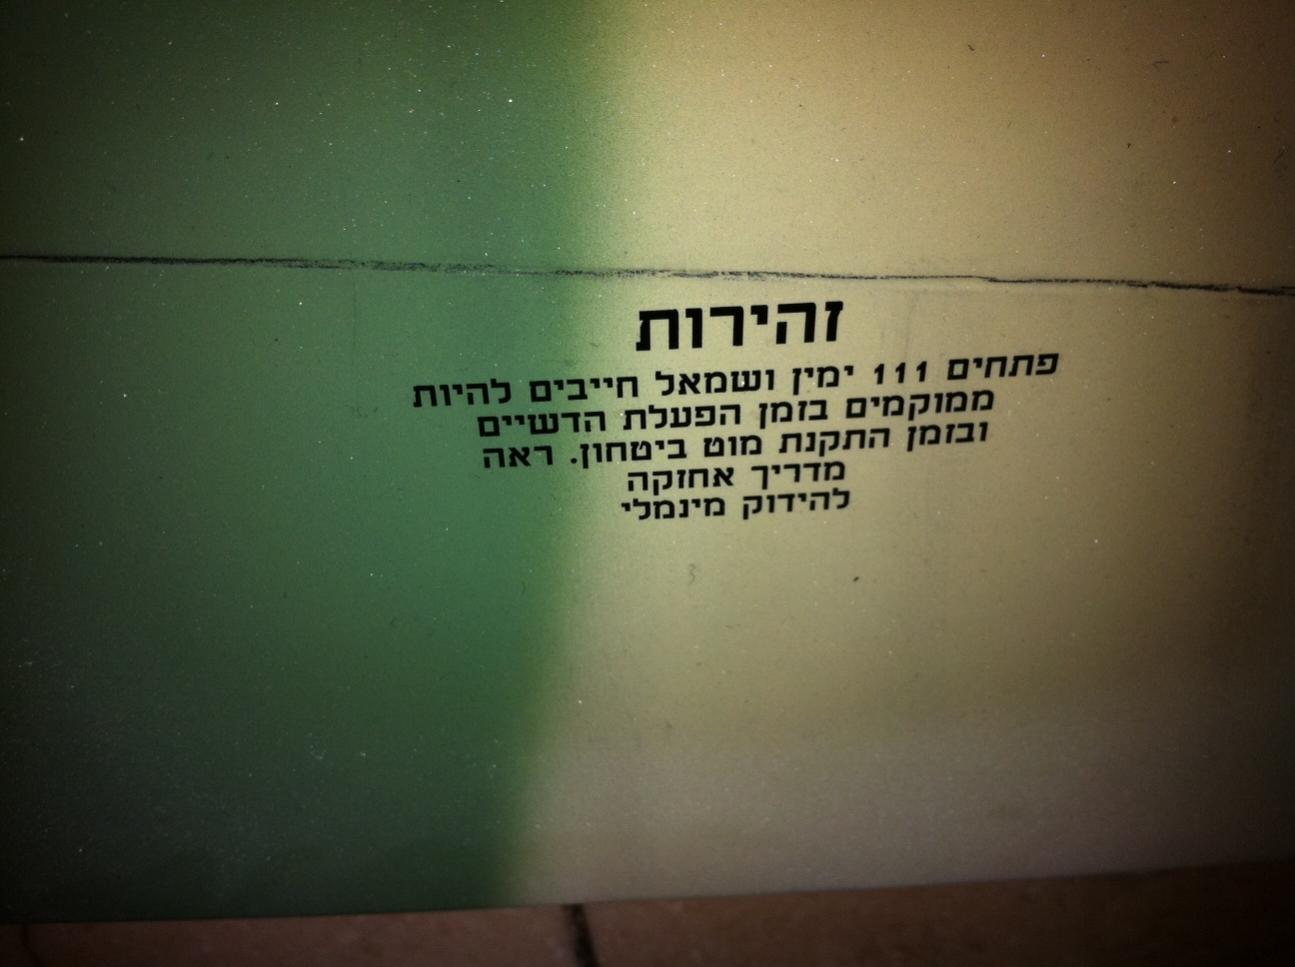 זהירות
פתחים 111 ימין ושמאל חייבים להיות
ממוקמים בזמן הפעלת הדשיים
ובזמן התקנת מוט ביטחון. ראה
מדריך אחזקה
להידוק מינמלי